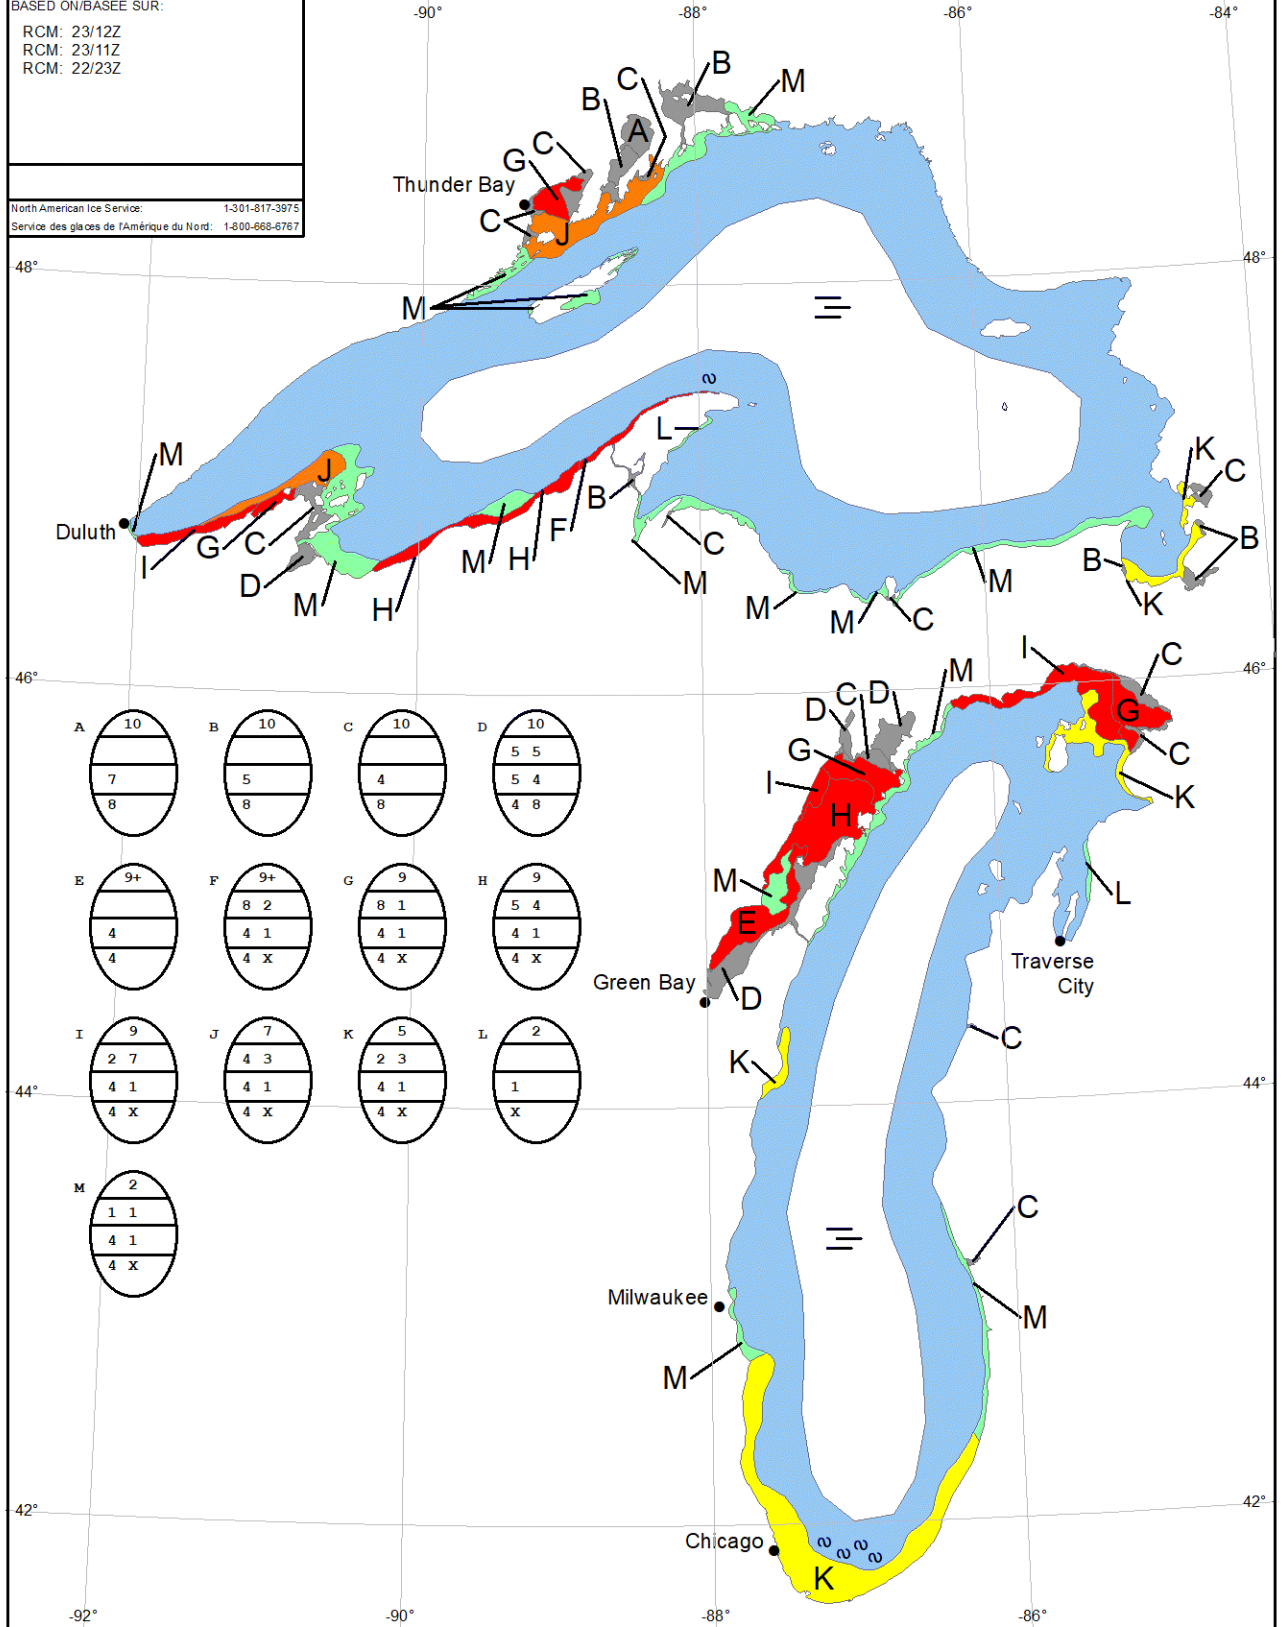 BASED ON/BASÉE SUR:
RCM: 23/12Z
RCM: 23/11Z
RCM: 22/23Z
North American Ice Service: 1-301-817-3975
Service des glaces de l'Amérique du Nord: 1-800-668-6767
-90° -88° -86° -84°
B
C
M
B
A
C
G
Thunder Bay
C
J
48° 48°
M
L
M
J
K
C
B
Duluth
G
C
F
I
D
M
H
C
B
B
M
M
H
M
M
M
C
K
I
C
46° 46°
M
D C D
G
G
C
I
H
K
M
L
E
Traverse
City
Green Bay
D
C
K
44° 44°
C
Milwaukee
M
M
42° 42°
Chicago
K
-92° -90° -88° -86°
A 10
7
8
B 10
5
8
C 10
4
8
D 10
5 5
5 4
4 8
E 9+
4
4
F 9+
8 2
4 1
4 X
G 9
8 1
4 1
4 X
H 9
5 4
4 1
4 X
I 9
2 7
4 1
4 X
J 7
4 3
4 1
4 X
K 5
2 3
4 1
4 X
L 2
1
X
M 2
1 1
4 1
4 X